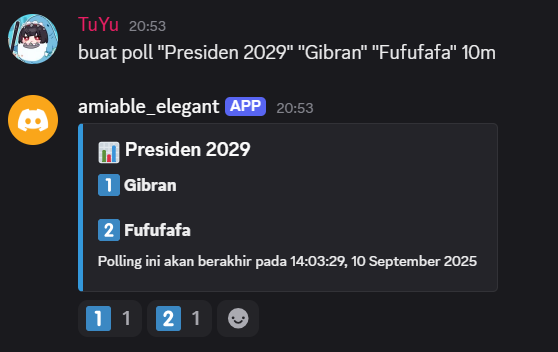 TuYu 20:53
buat poll "Presiden 2029" "Gibran" "Fufufafa" 10m
amiable_elegant APP 20:53
📊 Presiden 2029
1 Gibran
2 Fufufafa
Polling ini akan berakhir pada 14:03:29, 10 September 2025
1 1 2 1